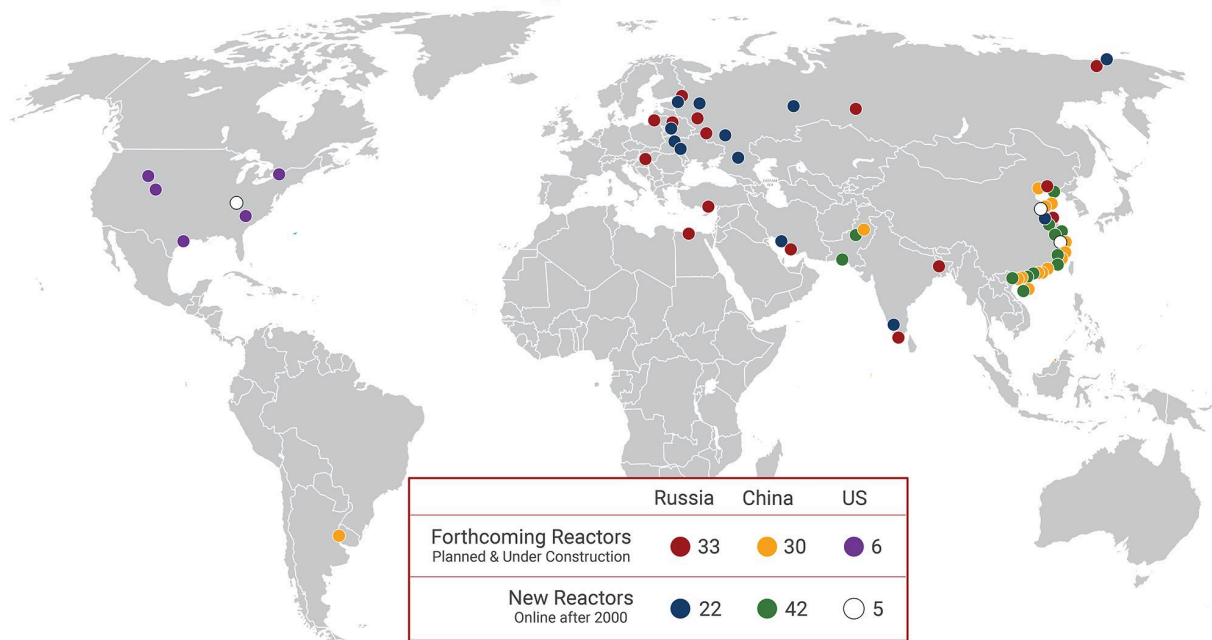 Russia China US
Forthcoming Reactors 33 30 6
Planned & Under Construction
New Reactors 22 42 5
Online after 2000